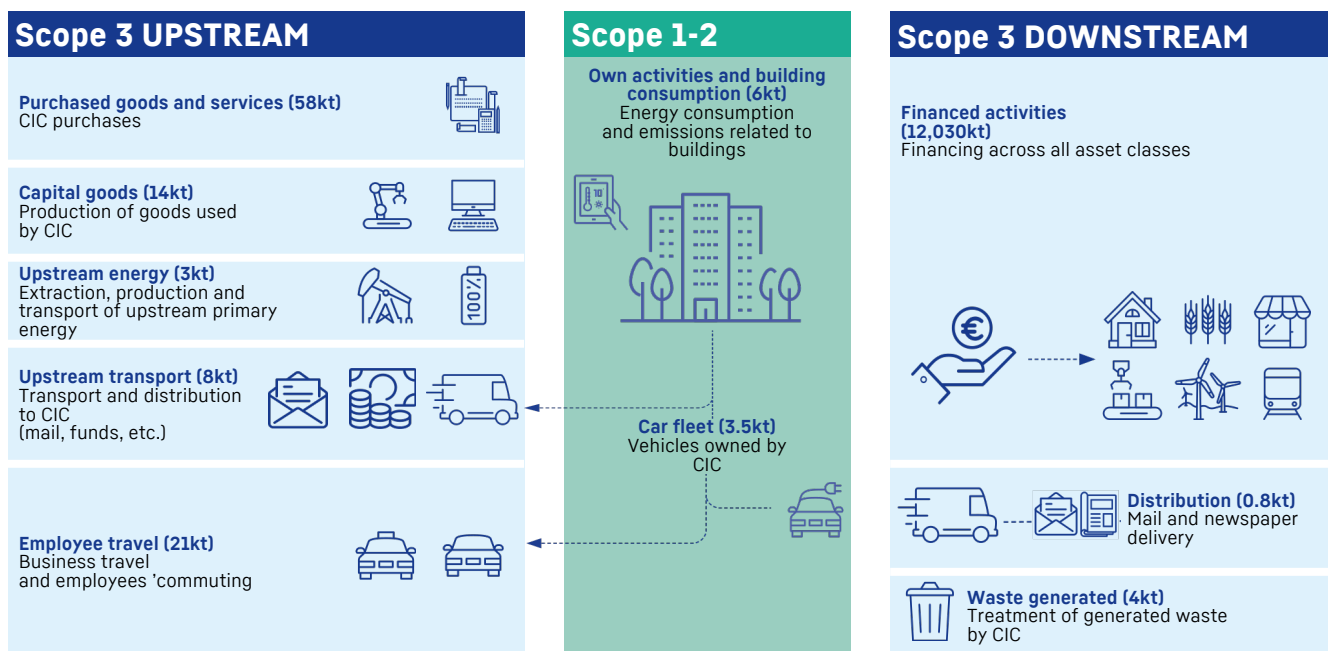 Scope 3 UPSTREAM
Purchased goods and services (58kt)
CIC purchases
Capital goods (14kt)
Production of goods used
by CIC
Upstream energy (3kt)
Extraction, production and
transport of upstream primary
energy
100%
Upstream transport (8kt)
Transport and distribution
to CIC
(mail, funds, etc.)
Employee travel (21kt)
Business travel
and employees 'commuting
Scope 1-2
Own activities and building
consumption (6kt)
Energy consumption
and emissions related to
buildings
10°
Car fleet (3.5kt)
Vehicles owned by
CIC
Scope 3 DOWNSTREAM
Financed activities
(12,030kt)
Financing across all asset classes
€
Distribution (0.8kt)
Mail and newspaper
delivery
Waste generated (4kt)
Treatment of generated waste
by CIC